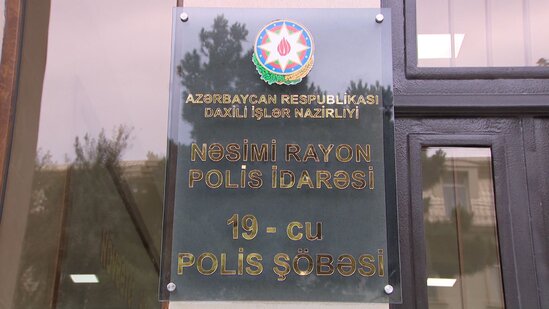 AZƏRBAYCAN RESPUBLİKASI
DAXİLİ İŞLƏR NAZİRLİYİ
NƏSİMİ RAYON
POLİS İDARƏSİ
19 - cu
POLİS ŞÖBƏSİ